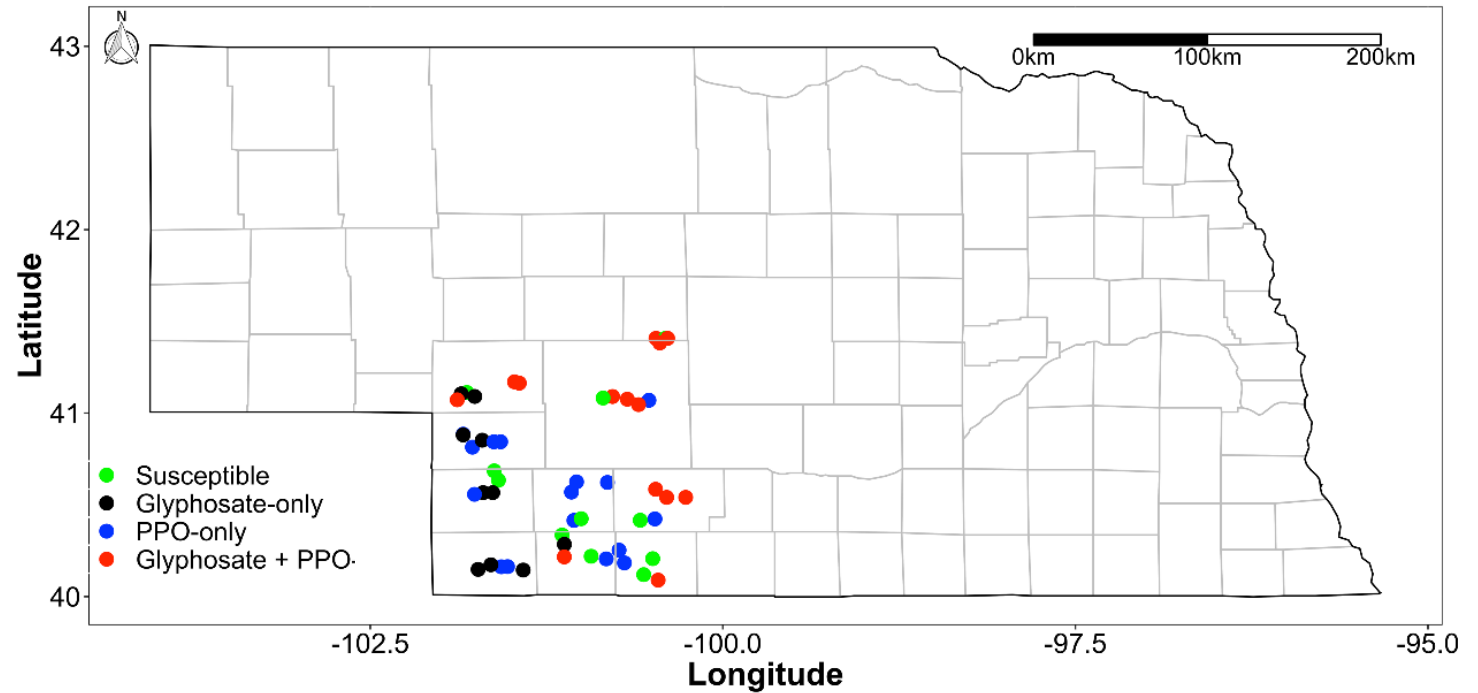 N
43
0km 100km 200km
42
Latitude
41
Susceptible
Glyphosate-only
PPO-only
Glyphosate + PPO-
40
-102.5 -100.0 -97.5 -95.0
Longitude